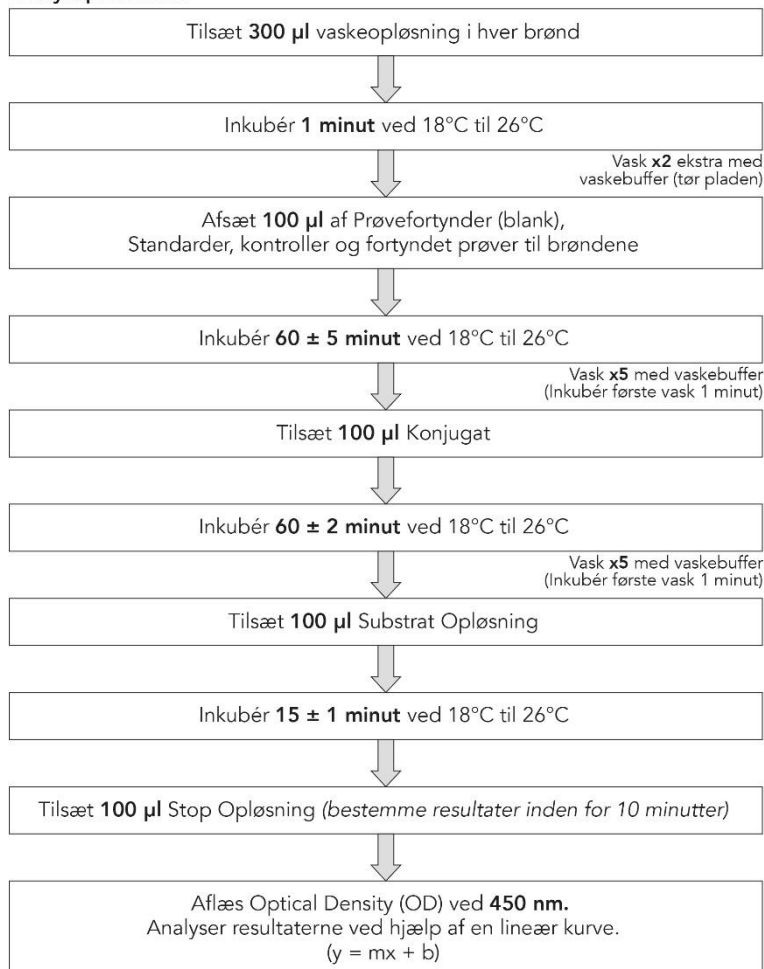 Tilsæt 300 µl vaskeopløsning i hver brønd
Inkubér 1 minut ved 18°C til 26°C
Vask x2 ekstra med
vaskebuffer (tør pladen)
Afsæt 100 µl af Prøvefortynder (blank),
Standarder, kontroller og fortyndet prøver til brøndene
Inkubér 60 ± 5 minut ved 18°C til 26°C
Vask x5 med vaskebuffer
(Inkubér første vask 1 minut)
Tilsæt 100 µl Konjugat
Inkubér 60 ± 2 minut ved 18°C til 26°C
Vask x5 med vaskebuffer
(Inkubér første vask 1 minut)
Tilsæt 100 µl Substrat Opløsning
Inkubér 15 ± 1 minut ved 18°C til 26°C
Tilsæt 100 µl Stop Opløsning (bestemme resultater inden for 10 minutter)
Aflæs Optical Density (OD) ved 450 nm.
Analyser resultaterne ved hjælp af en lineær kurve.
(y = mx + b)